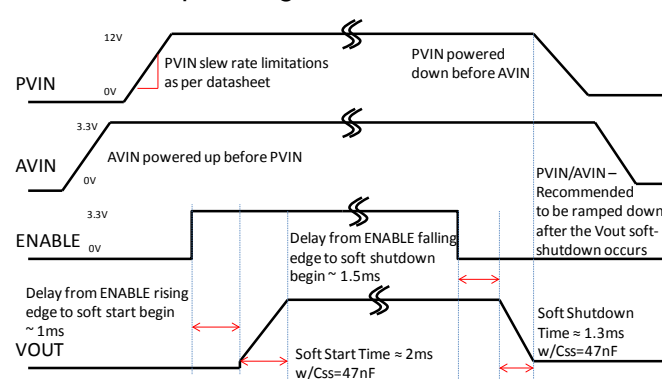 12V
PVIN
0V
PVIN slew rate limitations
as per datasheet
PVIN powered
down before AVIN
3.3V
AVIN
0V
AVIN powered up before PVIN
PVIN/AVIN –
Recommended
to be ramped down
after the Vout soft-
shutdown occurs
3.3V
ENABLE
0V
Delay from ENABLE falling
edge to soft shutdown
begin ~ 1.5ms
Delay from ENABLE rising
edge to soft start begin
~ 1ms
VOUT
Soft Start Time ≈ 2ms
w/Css=47nF
Soft Shutdown
Time ≈ 1.3ms
w/Css=47nF